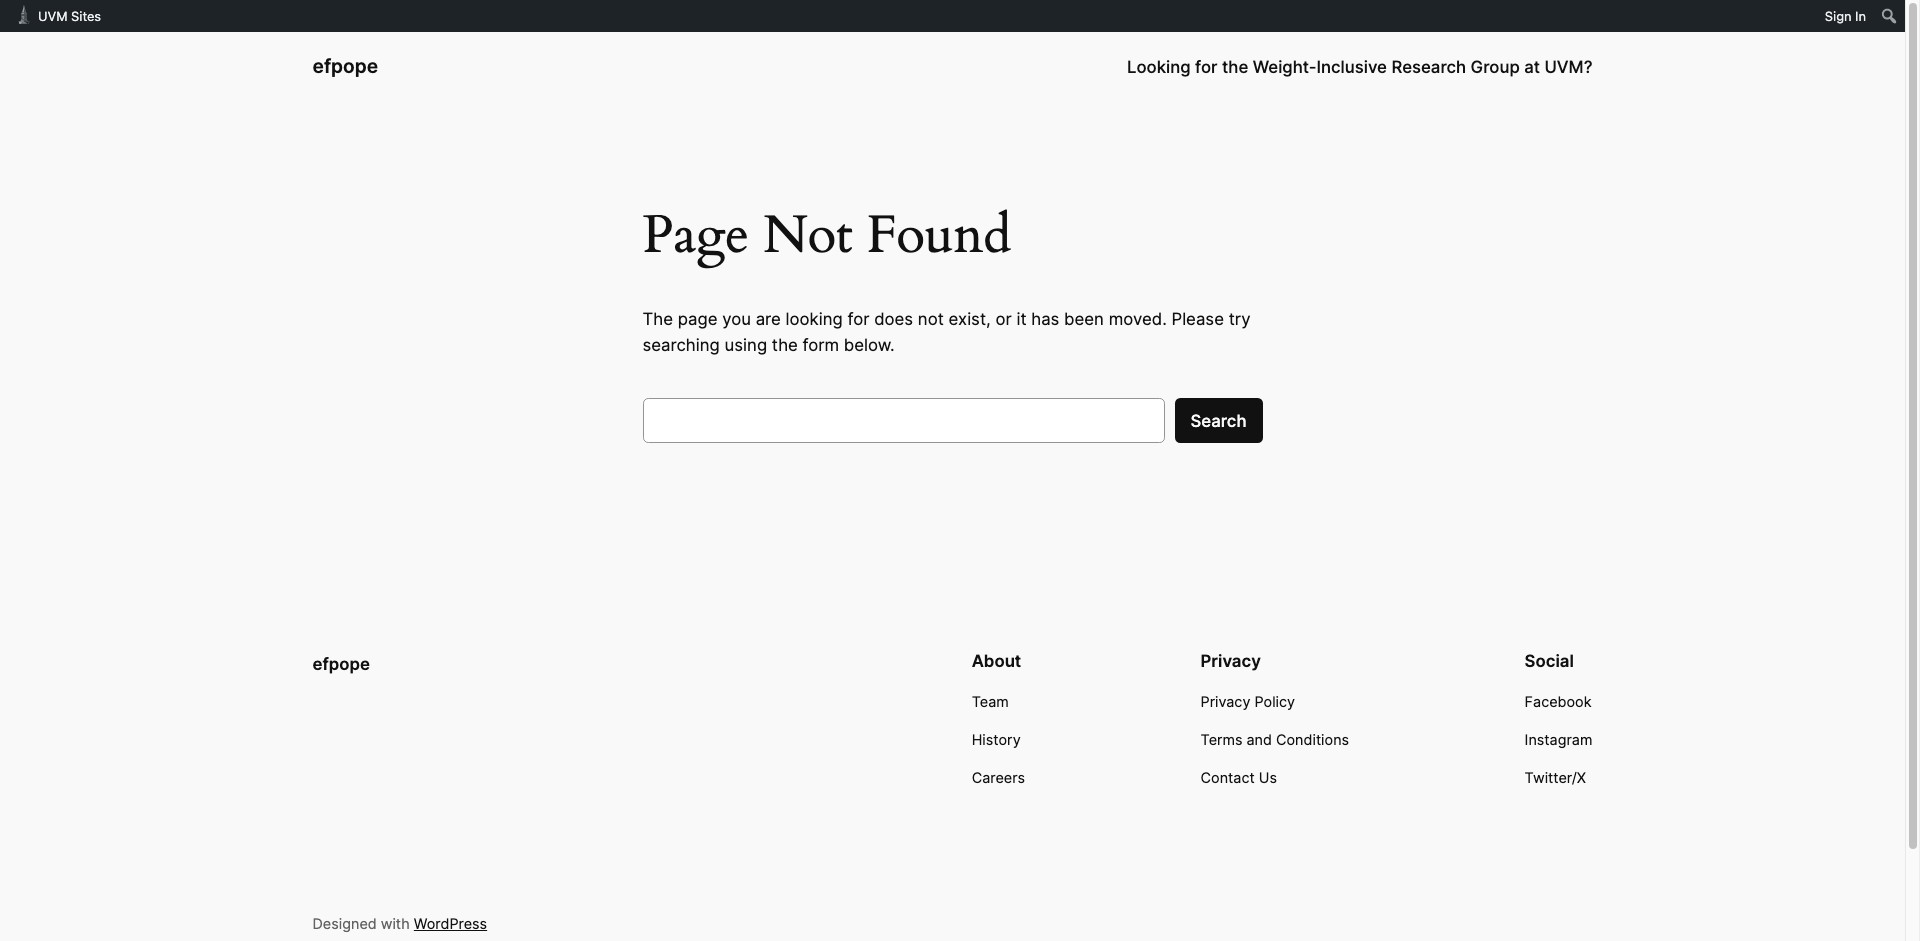 UVM Sites
Sign In
efpope
Looking for the Weight-Inclusive Research Group at UVM?
Page Not Found
The page you are looking for does not exist, or it has been moved. Please try
searching using the form below.
Search
efpope
About
Team
History
Careers
Privacy
Privacy Policy
Terms and Conditions
Contact Us
Social
Facebook
Instagram
Twitter/X
Designed with WordPress